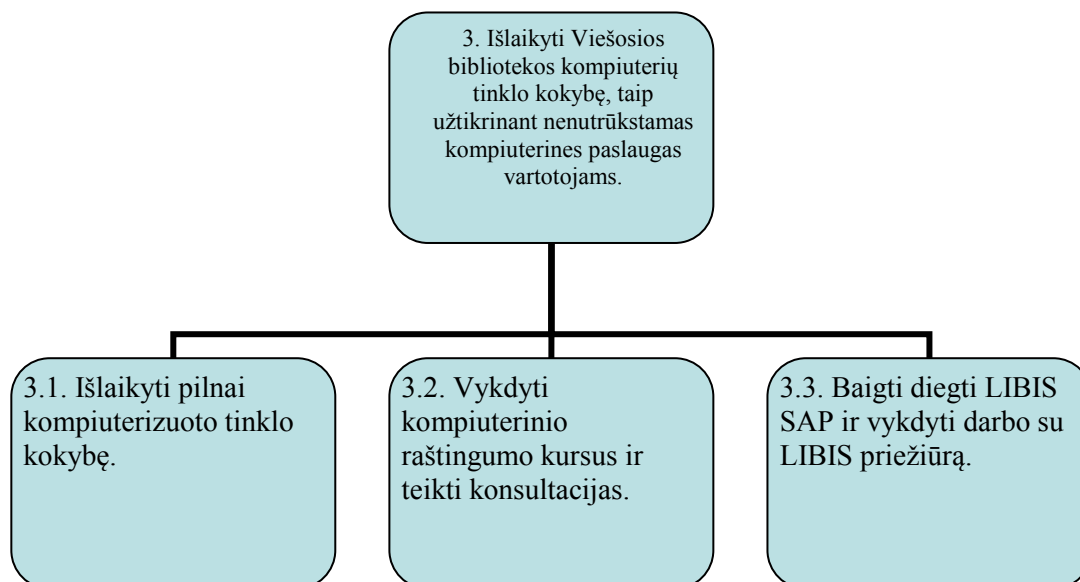 3. Išlaikyti Viešosios
bibliotekos kompiuterių
tinklo kokybę, taip
užtikrinant nenutrūkstamas
kompiuterines paslaugas
vartotojams.
3.1. Išlaikyti pilnai
kompiuterizuoto tinklo
kokybę.
3.2. Vykdyti
kompiuterinio
raštingumo kursus ir
teikti konsultacijas.
3.3. Baigti diegti LIBIS
SAP ir vykdyti darbo su
LIBIS priežiūrą.